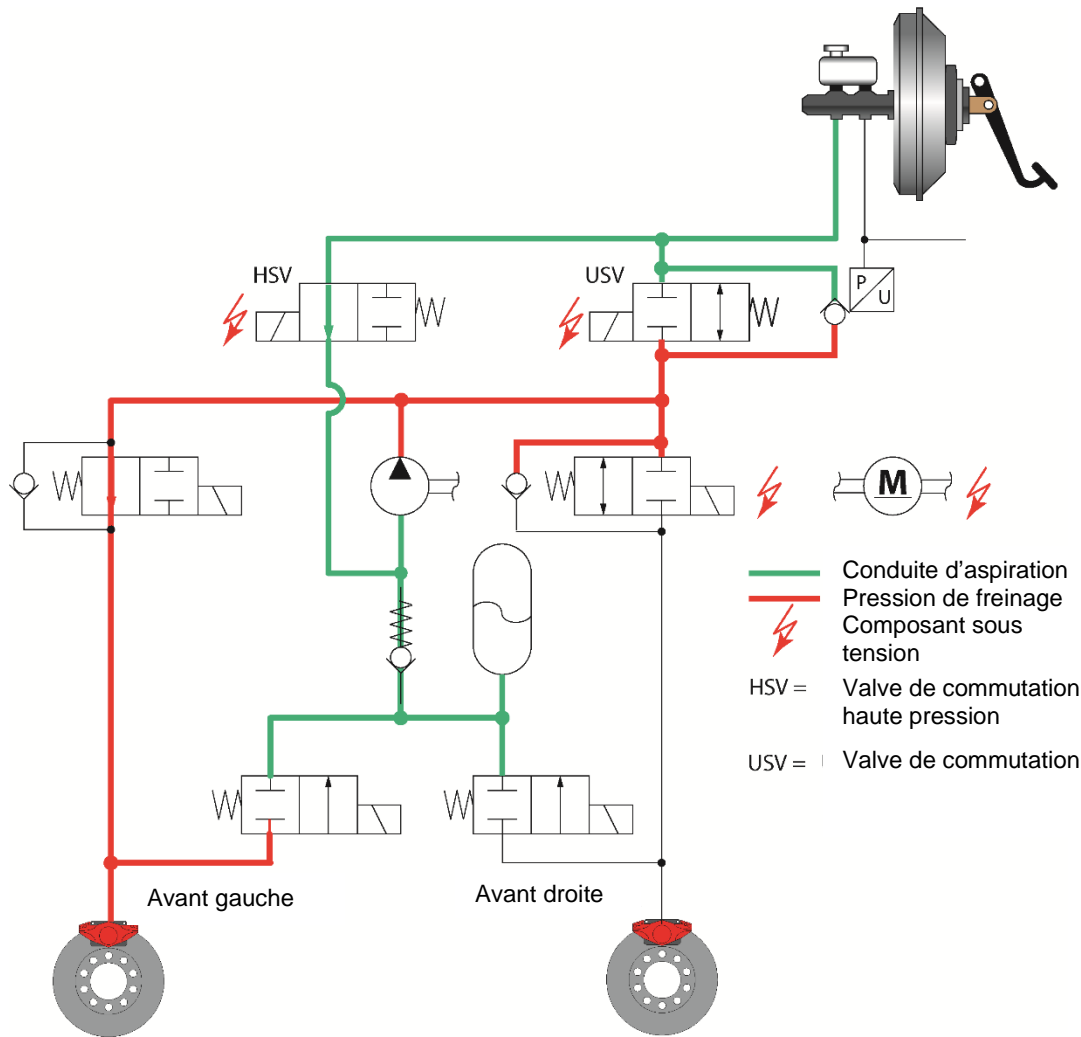 HSV
USV
P
U
M
Conduite d'aspiration
Pression de freinage
Composant sous
tension
HSV = Valve de commutation
haute pression
USV = Valve de commutation
Avant gauche
Avant droite